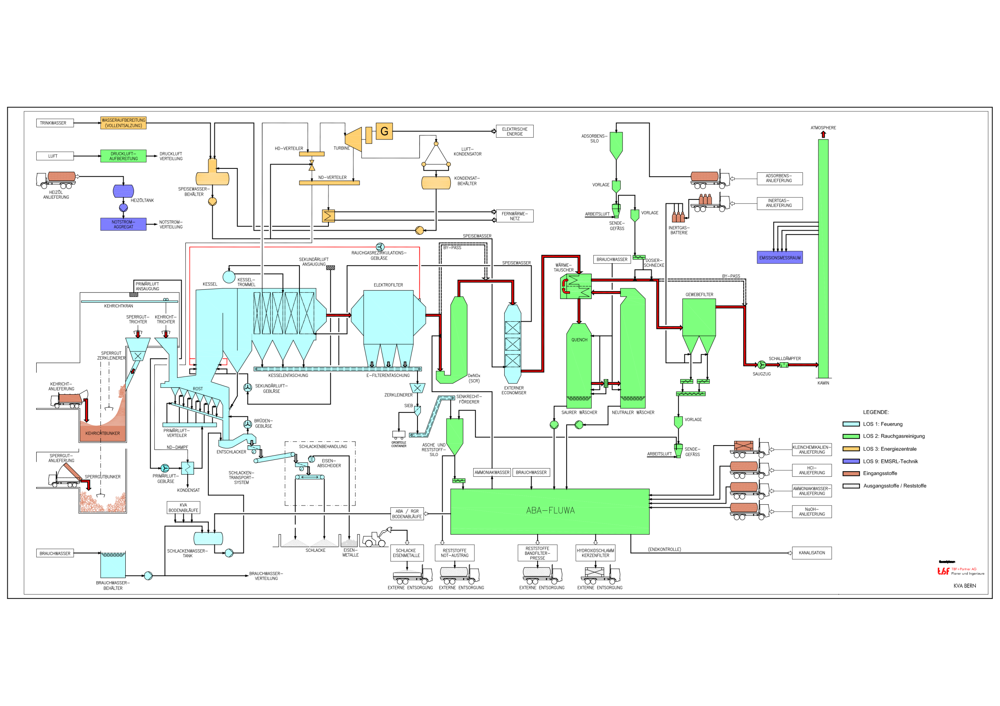 TRINKWASSER
WASSERAUFBEREITUNG
(VOLLENTSALZUNG)
LUFT
DRUCKLUFT–
AUFBEREITUNG
DRUCKLUFT
VERTEILUNG
HEIZÖL
ANLIEFERUNG
HEIZÖLTANK
NOTSTROM–
AGGREGAT
NOTSTROM–
VERTEILUNG
SPEISEWASSER–
BEHÄLTER
HD–VERTEILER
TURBINE
G
ELEKTRISCHE
ENERGIE
LUFT–
KONDENSATOR
ND–VERTEILER
KONDENSAT–
BEHÄLTER
FERNWÄRME–
NETZ
SPEISEWASSER
BY–PASS
RAUCHGASREZIRKULATIONS–
GEBLÄSE
SEKUNDÄRLUFT
ANSAUGUNG
SPEISEWASSER
ADSORBENS–
SILO
VORLAGE
ARBEITSLUFT
SENDE–
GEFÄSS
VORLAGE
ADSORBENS–
ANLIEFERUNG
INERTGAS–
ANLIEFERUNG
INERTGAS–
BATTERIE
ATMOSPHERE
EMISSIONSMESSRAUM
BRAUCHWASSER
DOSIER–
SCHNECKE
WÄRME–
TAUSCHER
BY–PASS
GEWEBEFILTER
SCHALLDÄMPFER
SAUGZUG
KAMIN
PRIMÄRLUFT
ANSAUGUNG
KEHRICHTKRAN
SPERRGUT–
TRICHTER
KEHRICHT–
TRICHTER
SPERRGUT
ZERKLEINERER
KESSEL
KESSEL–
TROMMEL
ELEKTROFILTER
KESSELENTASCHUNG
E–FILTERENTASCHUNG
DeNOx
(SCR)
EXTERNER
ECONOMISER
QUENCH
SAURER WÄSCHER
NEUTRALER WÄSCHER
KEHRICHT–
ANLIEFERUNG
KEHRICHTBUNKER
ROST
SEKUNDÄRLUFT–
GEBLÄSE
ZERKLEINERER
SIEB
SENKRECHT–
FÖRDERER
GROBTEILE
CONTAINER
PRIMÄRLUFT–
VERTEILER
BRÜDEN–
GEBLÄSE
ND–DAMPF
ENTSCHLACKER
SCHLACKENBEHANDLUNG
EISEN–
ABSCHEIDER
SCHLACKEN–
TRANSPORT–
SYSTEM
ASCHE UND
RESTSTOFF–
SILO
SPERRGUT–
ANLIEFERUNG
SPERRGUTBUNKER
PRIMÄRLUFT–
GEBLÄSE
KONDENSAT
VORLAGE
ARBEITSLUFT
SENDE–
GEFÄSS
AMMONIAKWASSER
BRAUCHWASSER
ABA–FLUWA
KLEINCHEMIKALIEN–
ANLIEFERUNG
HCl–
ANLIEFERUNG
AMMONIAKWASSER–
ANLIEFERUNG
NaOH–
ANLIEFERUNG
KVA
BODENABLÄUFE
ABA / RGR
BODENABLÄUFE
SCHLACKENWASSER–
TANK
SCHLACKE
EISEN–
METALLE
SCHLACKE
EISENMETALLE
RESTSTOFFE
NOT–AUSTRAG
RESTSTOFFE
BANDFILTER–
PRESSE
HYDROXIDSCHLAMM
KERZENFILTER
(ENDKONTROLLE)
KANALISATION
BRAUCHWASSER
BRAUCHWASSER–
BEHÄLTER
BRAUCHWASSER–
VERTEILUNG
EXTERNE ENTSORGUNG
EXTERNE ENTSORGUNG
EXTERNE ENTSORGUNG
EXTERNE ENTSORGUNG
LEGENDE:
LOS 1: Feuerung
LOS 2: Rauchgasreinigung
LOS 3: Energiezentrale
LOS 9: EMSRL-Technik
Eingangsstoffe
Ausgangsstoffe / Reststoffe
tbf
TBF+Partner AG
Planer und Ingenieure
KVA BERN